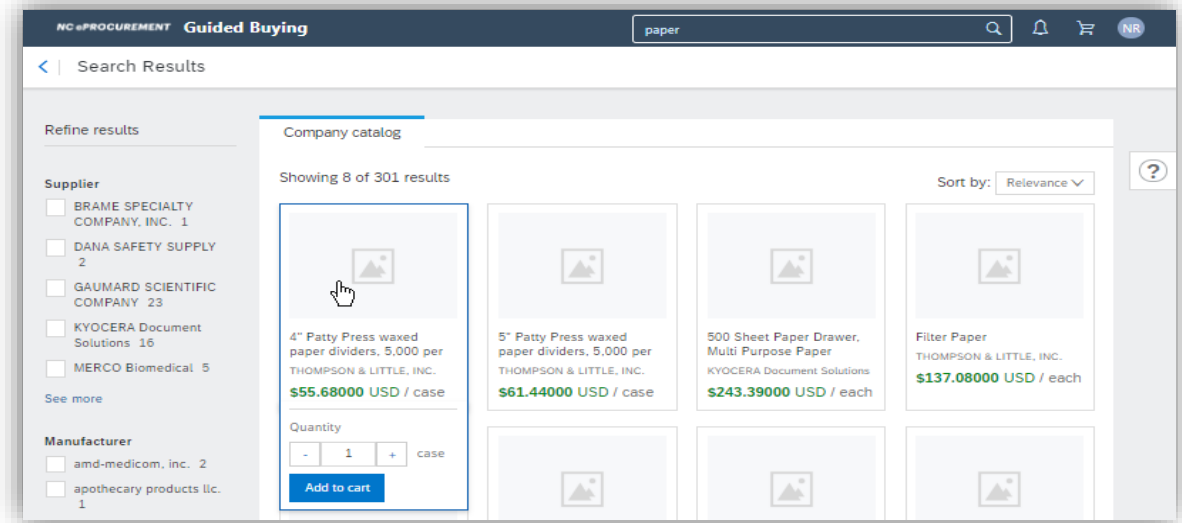 NC ePROCUREMENT Guided Buying
paper
NR
Search Results
Refine results
Supplier
BRAME SPECIALTY
COMPANY, INC. 1
DANA SAFETY SUPPLY
2
GAUMARD SCIENTIFIC
COMPANY 23
KYOCERA Document
Solutions 16
MERCO Biomedical 5
See more
Manufacturer
amd-medicom, inc. 2
apothecary products llc.
1
Company catalog
Showing 8 of 301 results
Sort by: Relevance
4" Patty Press waxed
paper dividers, 5,000 per
THOMPSON & LITTLE, INC.
$55.68000 USD / case
Quantity
- 1 + case
Add to cart
5" Patty Press waxed
paper dividers, 5,000 per
THOMPSON & LITTLE, INC.
$61.44000 USD / case
500 Sheet Paper Drawer,
Multi Purpose Paper
KYOCERA Document Solutions
$243.39000 USD / each
Filter Paper
THOMPSON & LITTLE, INC.
$137.08000 USD / each
?